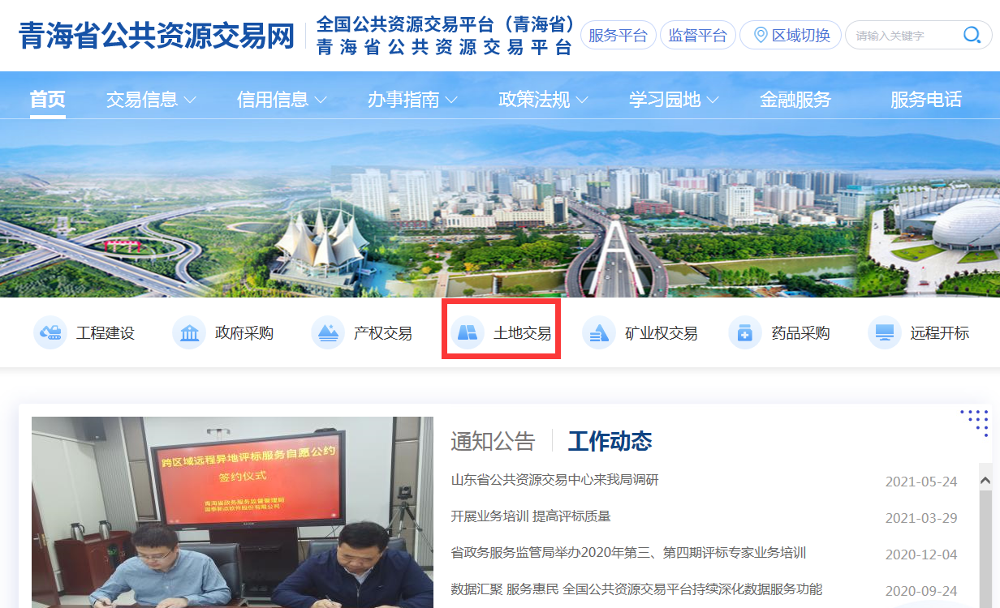 青海省公共资源交易网
全国公共资源交易平台（青海省）
青海省公共资源交易平台
服务平台
监督平台
区域切换
请输入关键字
首页
交易信息
信用信息
办事指南
政策法规
学习园地
金融服务
服务电话
工程建设
政府采购
产权交易
土地交易
矿业权交易
药品采购
远程开标
跨区域远程异地评标服务自愿公约
签约仪式
青海省政务服务监督管理局
国泰新点软件股份有限公司
通知公告
工作动态
山东省公共资源交易中心来我局调研 2021-05-24
开展业务培训 提高评标质量 2021-03-29
省政务服务监管局举办2020年第三、第四期评标专家业务培训 2020-12-04
数据汇聚 服务惠民 全国公共资源交易平台持续深化数据服务功能 2020-09-24